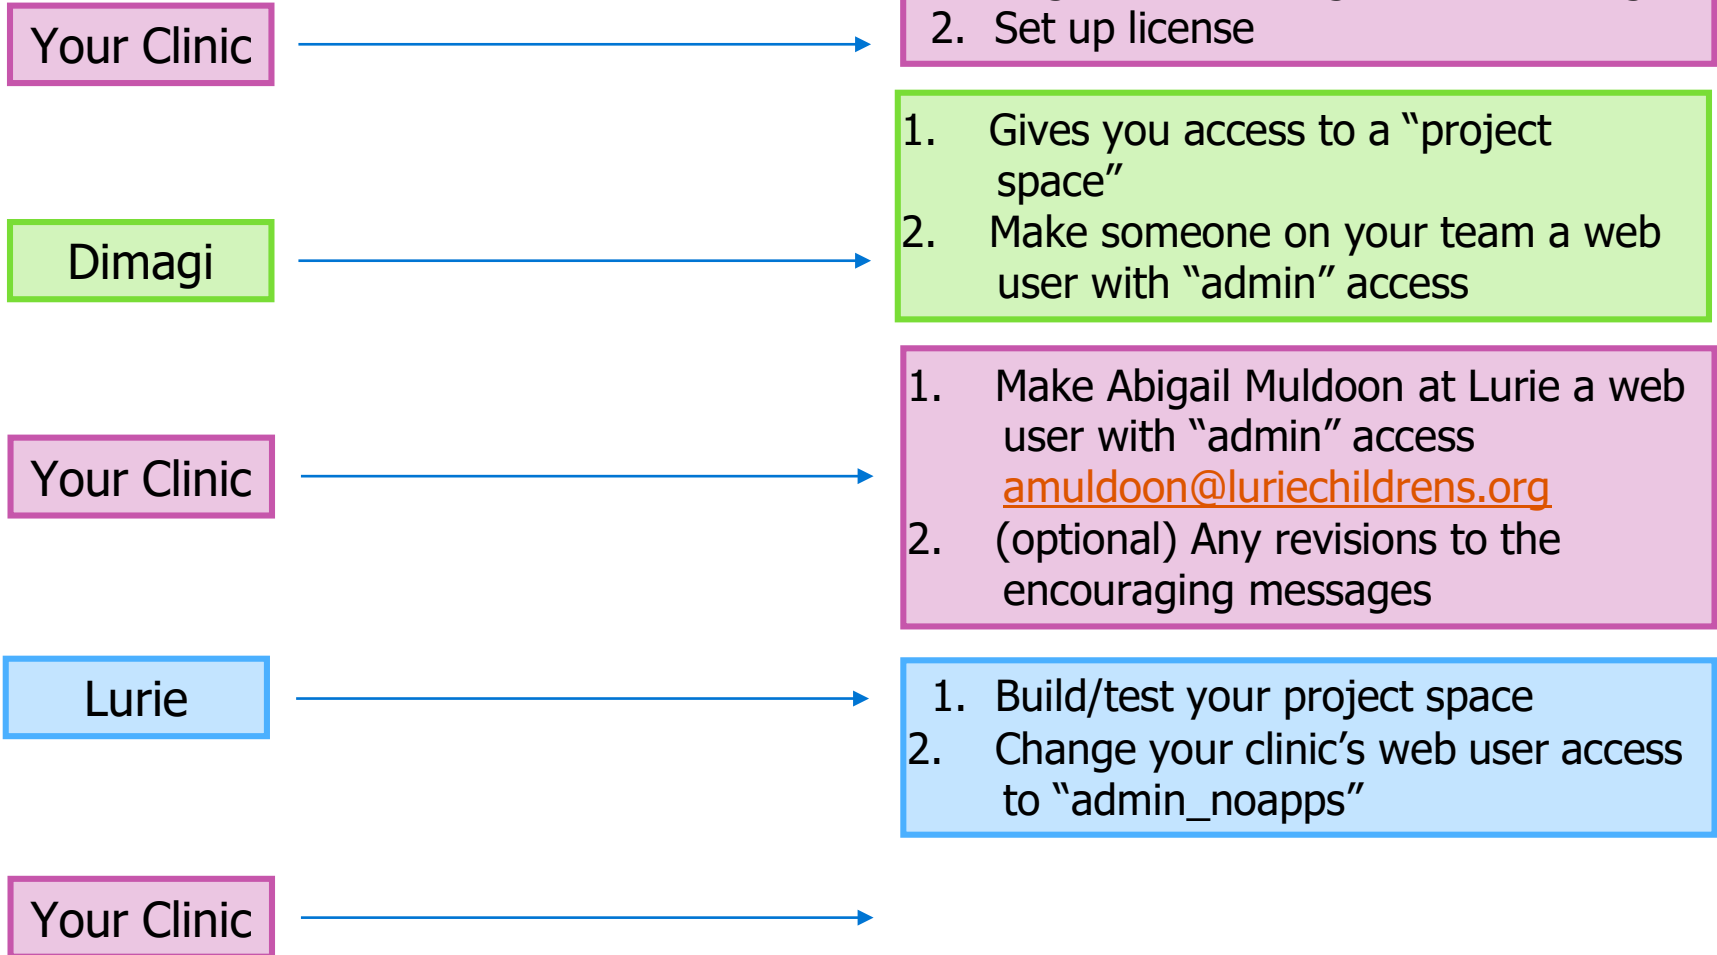 Your Clinic
2. Set up license
1. Gives you access to a “project
space”
2. Make someone on your team a web
user with “admin” access
Dimagi
1. Make Abigail Muldoon at Lurie a web
user with “admin” access
amuldoon@luriechildrens.org
2. (optional) Any revisions to the
encouraging messages
Your Clinic
Lurie
1. Build/test your project space
2. Change your clinic’s web user access
to “admin_noapps”
Your Clinic